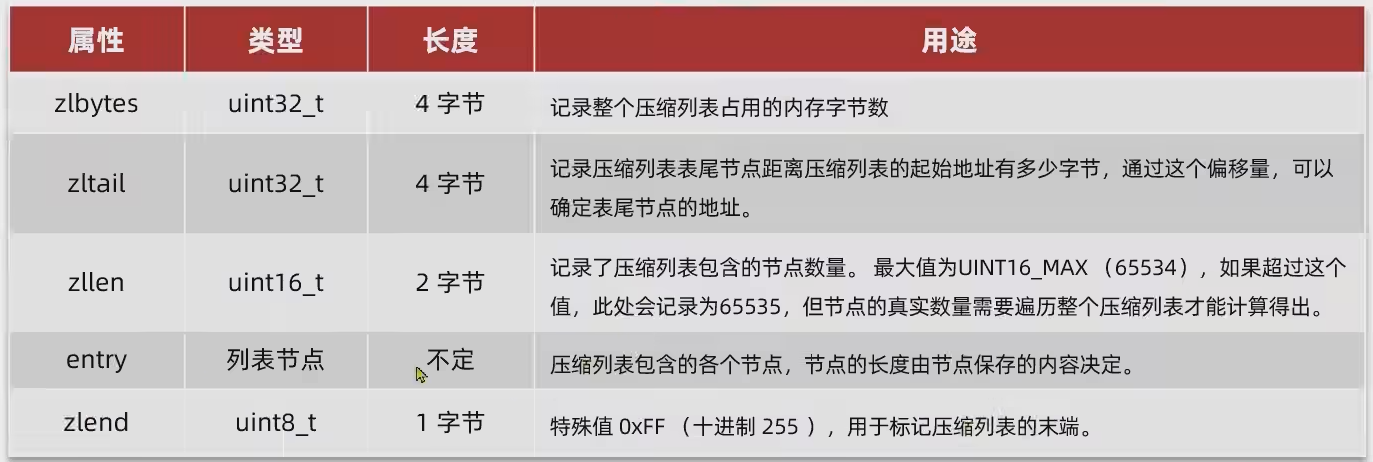 属性 类型 长度 用途
zlbytes uint32_t 4 字节 记录整个压缩列表占用的内存字节数
zltail uint32_t 4 字节 记录压缩列表表尾节点距离压缩列表的起始地址有多少字节，通过这个偏移量，可以
确定表尾节点的地址。
zllen uint16_t 2 字节 记录了压缩列表包含的节点数量。 最大值为UINT16_MAX （65534），如果超过这个
值，此处会记录为65535，但节点的真实数量需要遍历整个压缩列表才能计算得出。
entry 列表节点 不定 压缩列表包含的各个节点，节点的长度由节点保存的内容决定。
zlend uint8_t 1 字节 特殊值 0xFF （十进制 255 ），用于标记压缩列表的末端。